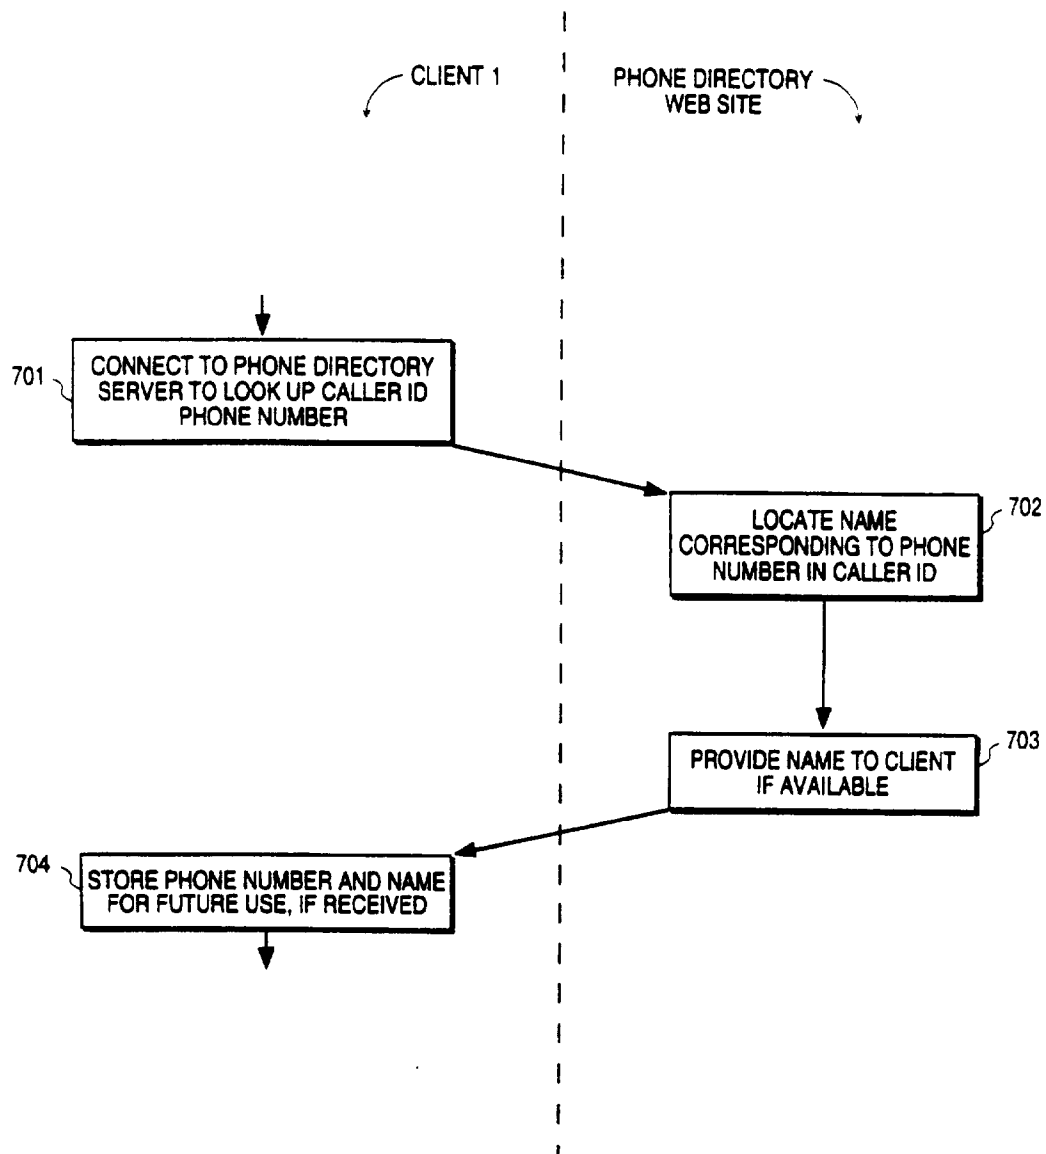 CLIENT 1
PHONE DIRECTORY
WEB SITE
701
CONNECT TO PHONE DIRECTORY
SERVER TO LOOK UP CALLER ID
PHONE NUMBER
702
LOCATE NAME
CORRESPONDING TO PHONE
NUMBER IN CALLER ID
703
PROVIDE NAME TO CLIENT
IF AVAILABLE
704
STORE PHONE NUMBER AND NAME
FOR FUTURE USE, IF RECEIVED